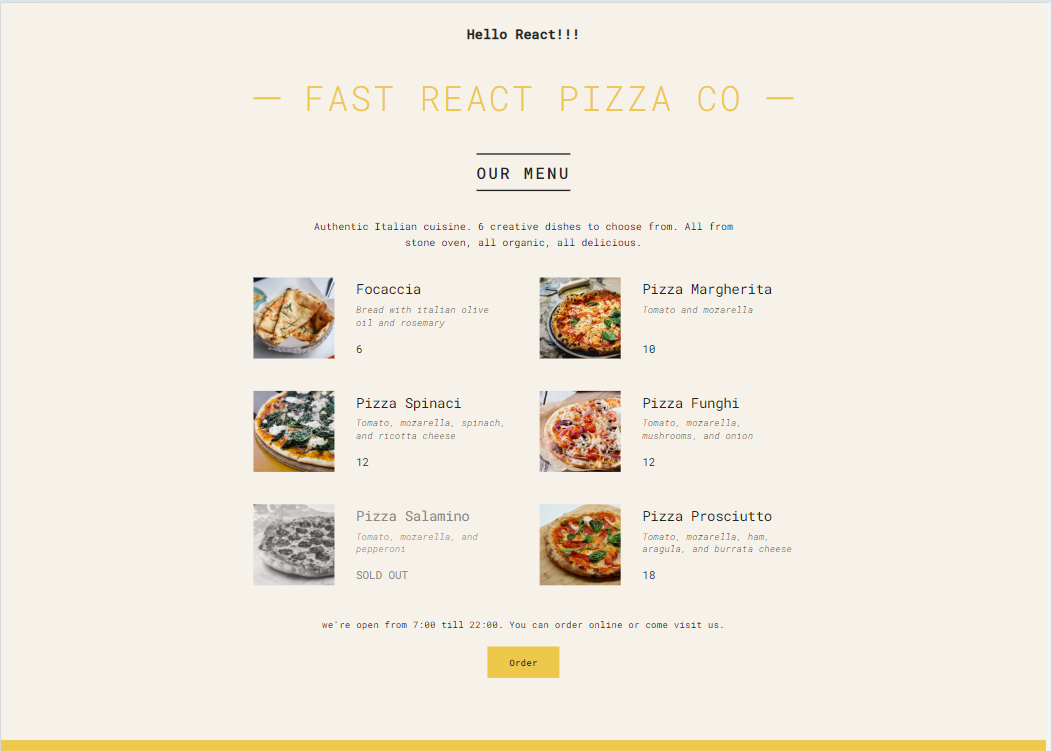 Hello React!!!
— FAST REACT PIZZA CO —
OUR MENU
Authentic Italian cuisine. 6 creative dishes to choose from. All from
stone oven, all organic, all delicious.
Focaccia
Bread with italian olive
oil and rosemary
6
Pizza Margherita
Tomato and mozarella
10
Pizza Spinaci
Tomato, mozarella, spinach,
and ricotta cheese
12
Pizza Funghi
Tomato, mozarella,
mushrooms, and onion
12
Pizza Salamino
Tomato, mozarella, and
pepperoni
SOLD OUT
Pizza Prosciutto
Tomato, mozarella, ham,
aragula, and burrata cheese
18
we're open from 7:00 till 22:00. You can order online or come visit us.
Order